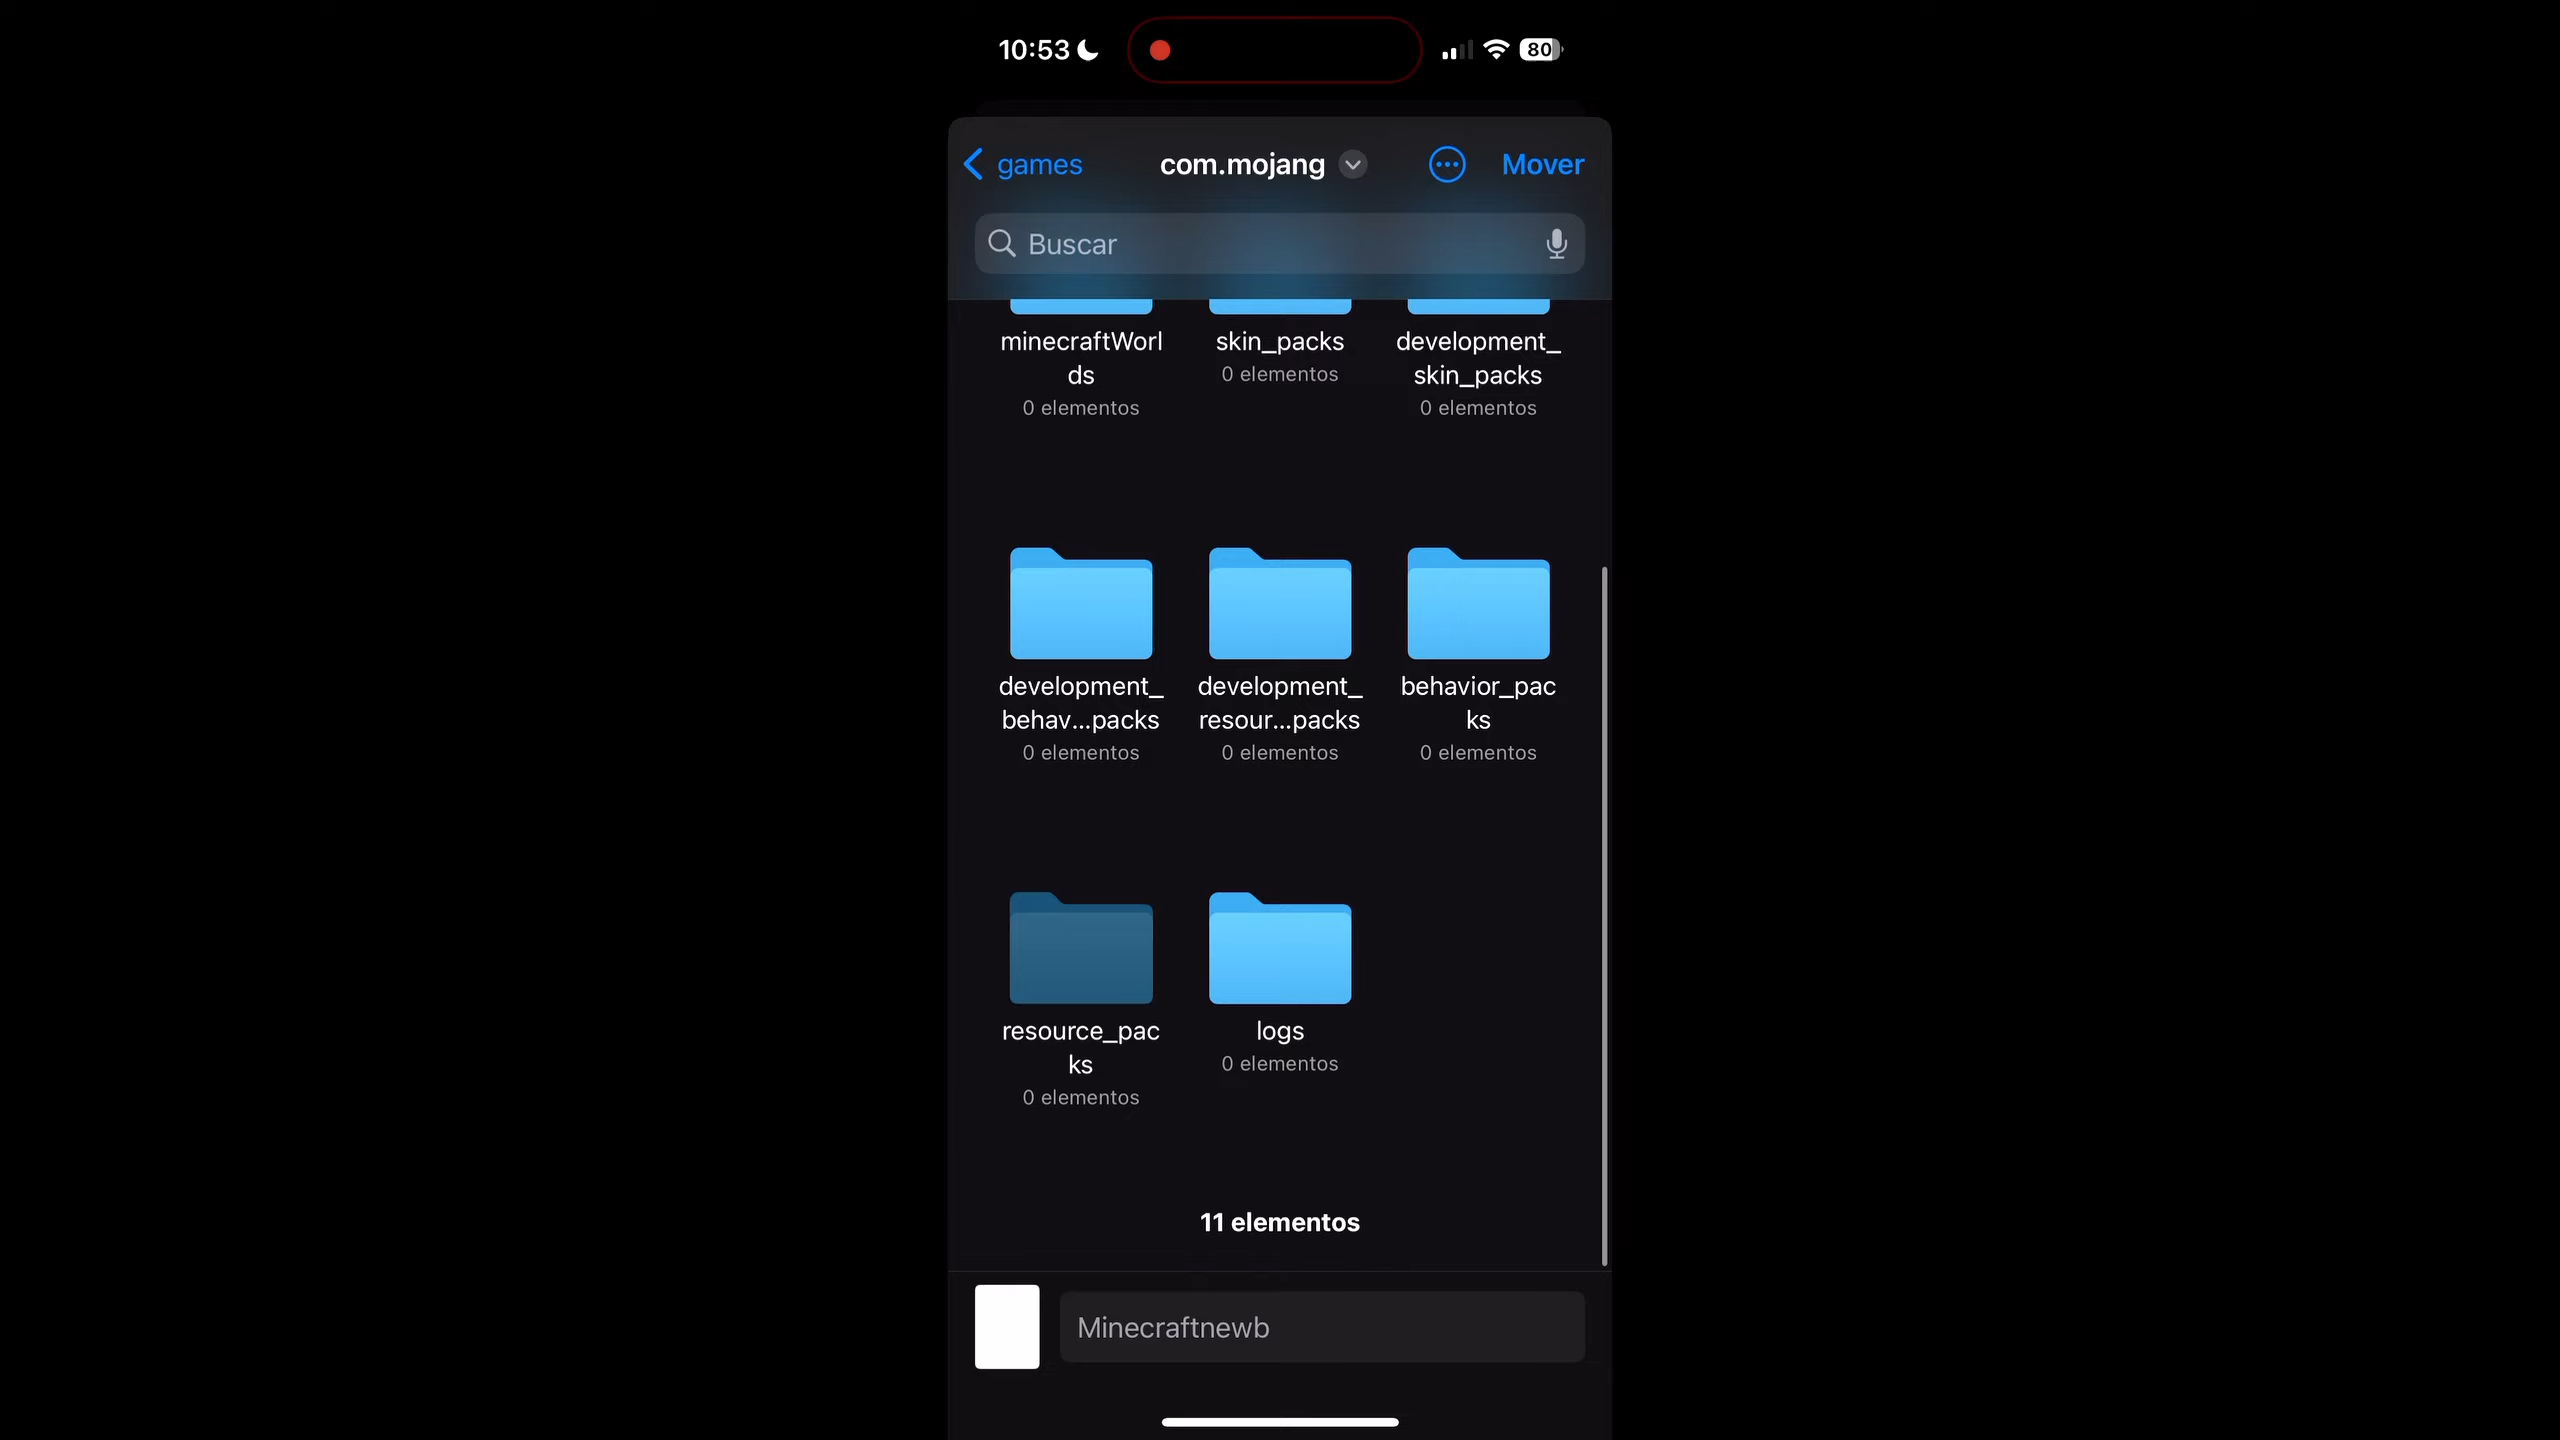 10:53
80
games
com.mojang
Mover
Buscar
minecraftWorl
ds
0 elementos
skin_packs
0 elementos
development_
skin_packs
0 elementos
development_
behav...packs
0 elementos
development_
resour...packs
0 elementos
behavior_pac
ks
0 elementos
resource_pac
ks
0 elementos
logs
0 elementos
11 elementos
Minecraftnewb